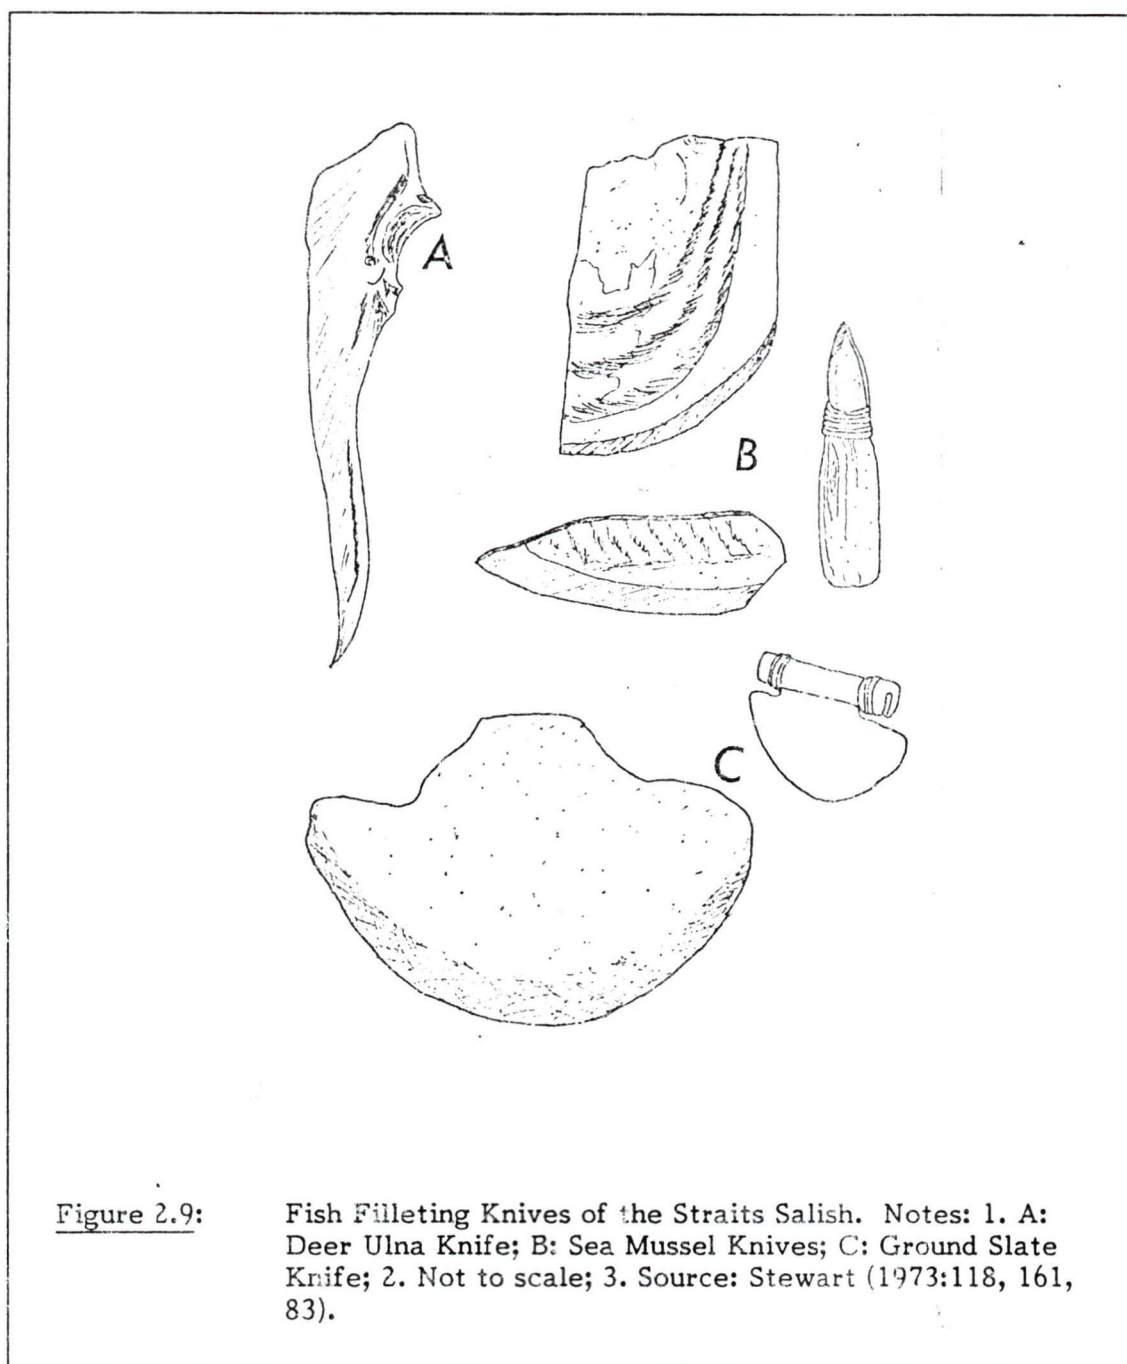 A
B
C
Figure 2.9: Fish Filleting Knives of the Straits Salish. Notes: 1. A:
Deer Ulna Knife; B: Sea Mussel Knives; C: Ground Slate
Knife; 2. Not to scale; 3. Source: Stewart (1973:118, 161,
83).